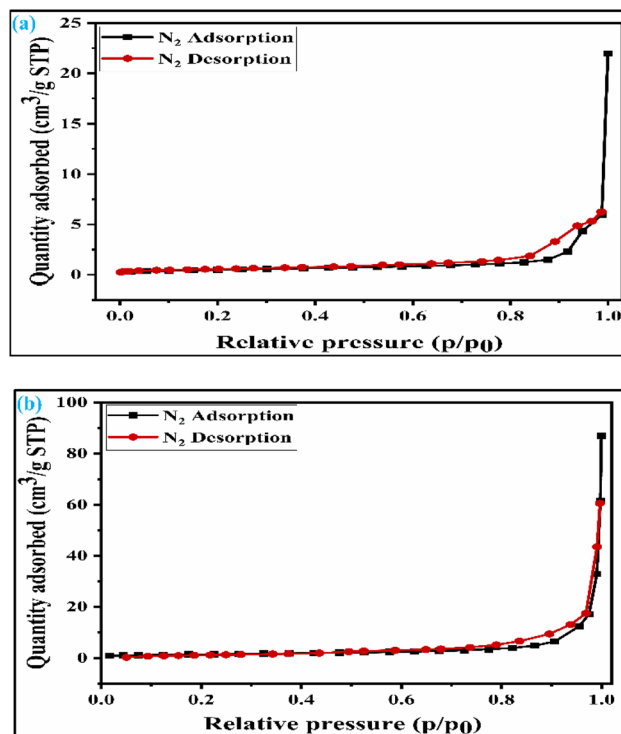 (a)
25
20
15
10
5
0
Quantity adsorbed (cm³/g STP)
N₂ Adsorption
N₂ Desorption
0.0 0.2 0.4 0.6 0.8 1.0
Relative pressure (p/p0)
(b)
100
80
60
40
20
0
Quantity adsorbed (cm³/g STP)
N₂ Adsorption
N₂ Desorption
0.0 0.2 0.4 0.6 0.8 1.0
Relative pressure (p/p0)